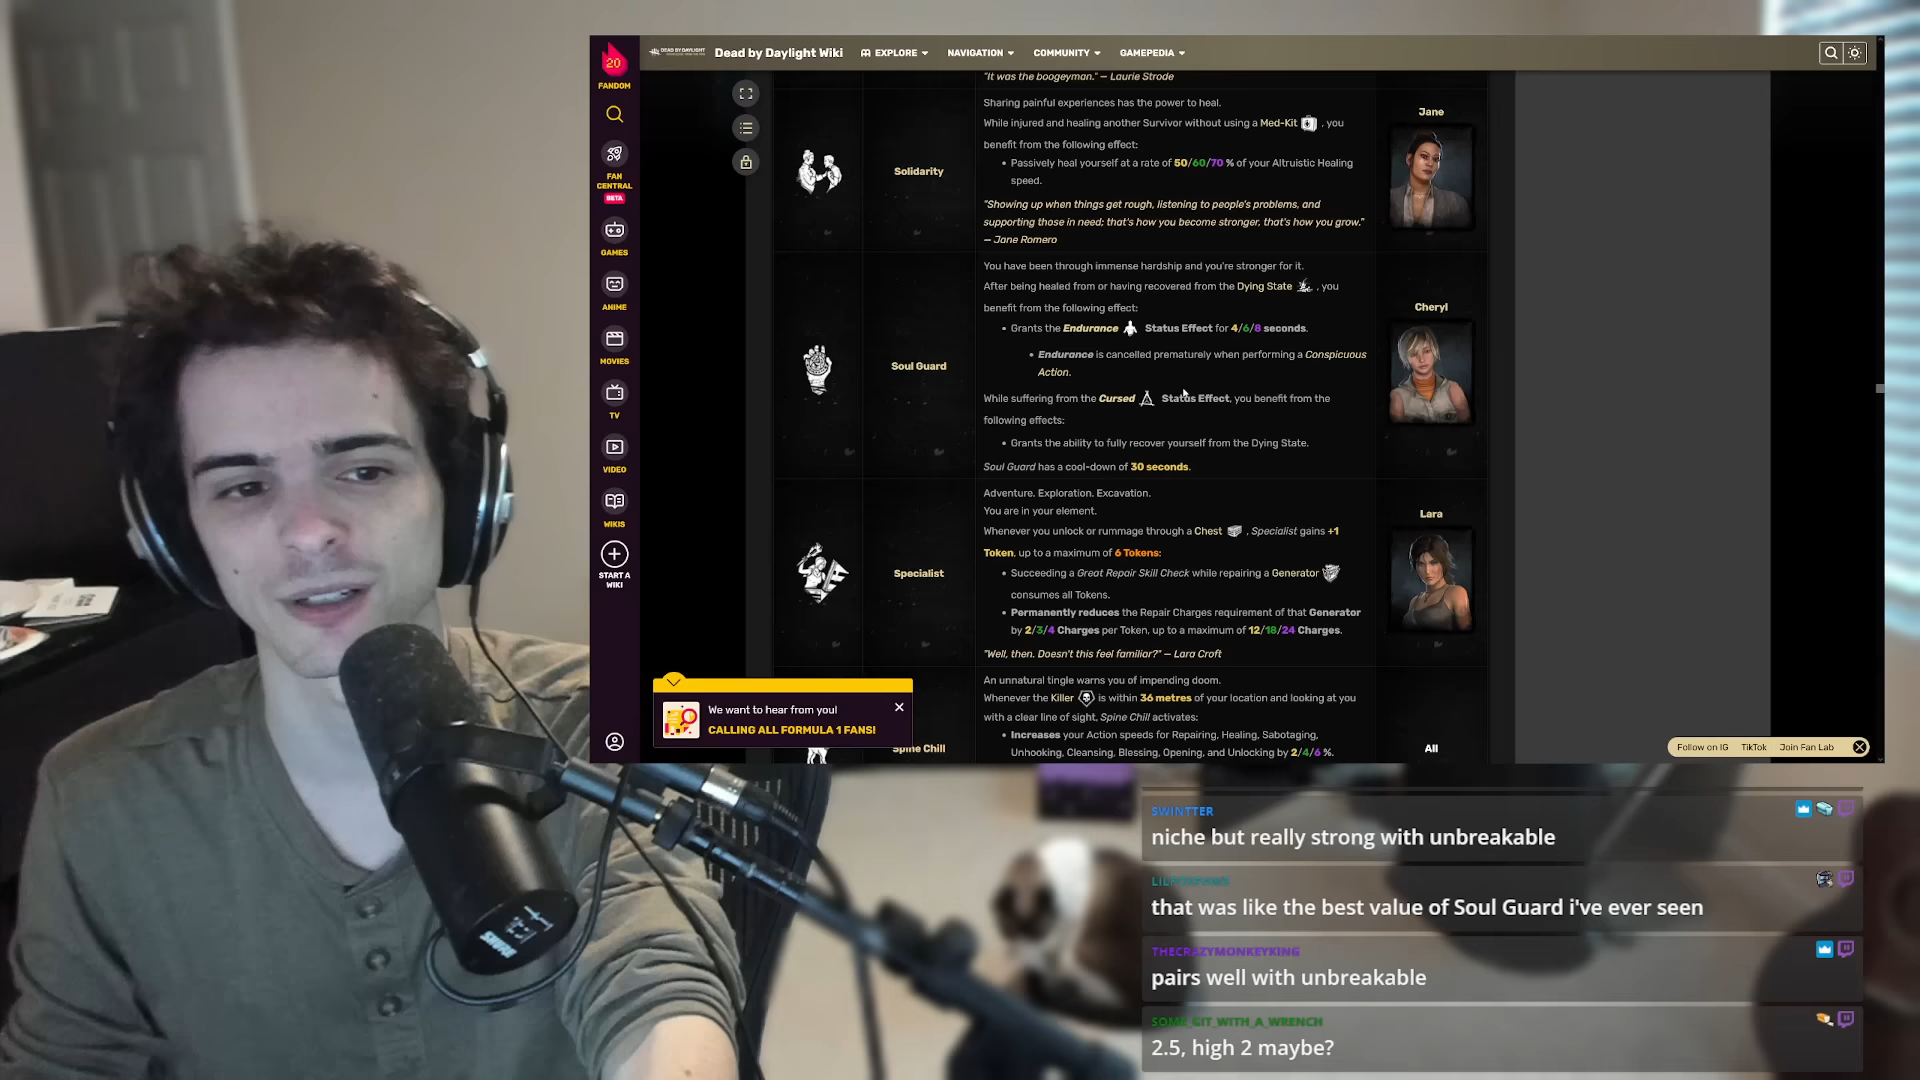 20
FANDOM
FAN
CENTRAL
BETA
GAMES
ANIME
MOVIES
TV
VIDEO
WIKIS
START A
WIKI
DEAD BY DAYLIGHT
Dead by Daylight Wiki
EXPLORE
NAVIGATION
COMMUNITY
GAMEPEDIA
"It was the boogeyman." — Laurie Strode
Solidarity
Sharing painful experiences has the power to heal.
While injured and healing another Survivor without using a Med-Kit , you
benefit from the following effect:
• Passively heal yourself at a rate of 50/60/70 % of your Altruistic Healing
speed.
"Showing up when things get rough, listening to people's problems, and
supporting those in need; that's how you become stronger, that's how you grow."
— Jane Romero
Jane
Soul Guard
You have been through immense hardship and you're stronger for it.
After being healed from or having recovered from the Dying State , you
benefit from the following effect:
• Grants the Endurance Status Effect for 4/6/8 seconds.
• Endurance is cancelled prematurely when performing a Conspicuous
Action.
While suffering from the Cursed Status Effect, you benefit from the
following effects:
• Grants the ability to fully recover yourself from the Dying State.
Soul Guard has a cool-down of 30 seconds.
Cheryl
Specialist
Adventure. Exploration. Excavation.
You are in your element.
Whenever you unlock or rummage through a Chest , Specialist gains +1
Token, up to a maximum of 6 Tokens:
• Succeeding a Great Repair Skill Check while repairing a Generator
consumes all Tokens.
• Permanently reduces the Repair Charges requirement of that Generator
by 2/3/4 Charges per Token, up to a maximum of 12/18/24 Charges.
"Well, then. Doesn't this feel familiar?" — Lara Croft
Lara
Spine Chill
An unnatural tingle warns you of impending doom.
Whenever the Killer is within 36 metres of your location and looking at you
with a clear line of sight, Spine Chill activates:
• Increases your Action speeds for Repairing, Healing, Sabotaging,
Unhooking, Cleansing, Blessing, Opening, and Unlocking by 2/4/6 %.
All
We want to hear from you!
CALLING ALL FORMULA 1 FANS!
Follow on IG
TikTok
Join Fan Lab
SHURE
SWINTTER
niche but really strong with unbreakable
that was like the best value of Soul Guard i've ever seen
THECRAZYMONKEYKING
pairs well with unbreakable
SOME_GIT_WITH_A_WRENCH
2.5, high 2 maybe?